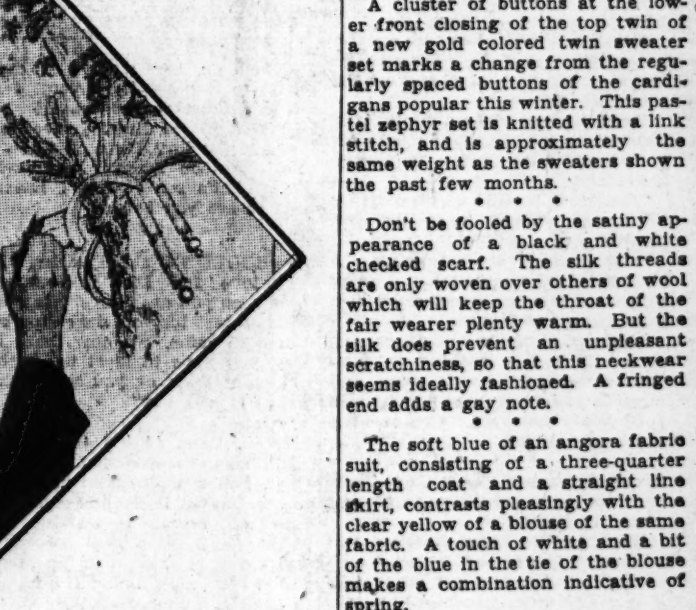 A cluster of buttons at the low-
er front closing of the top twin of
a new gold colored twin sweater
set marks a change from the regu-
larly spaced buttons of the cardi-
gans popular this winter. This pas-
tel zephyr set is knitted with a link
stitch, and is approximately the
same weight as the sweaters shown
the past few months.
* * *
Don't be fooled by the satiny ap-
pearance of a black and white
checked scarf. The silk threads
are only woven over others of wool
which will keep the throat of the
fair wearer plenty warm. But the
silk does prevent an unpleasant
scratchiness, so that this neckwear
seems ideally fashioned. A fringed
end adds a gay note.
* * *
The soft blue of an angora fabric
suit, consisting of a three-quarter
length coat and a straight line
skirt, contrasts pleasingly with the
clear yellow of a blouse of the same
fabric. A touch of white and a bit
of the blue in the tie of the blouse
makes a combination indicative of
spring.